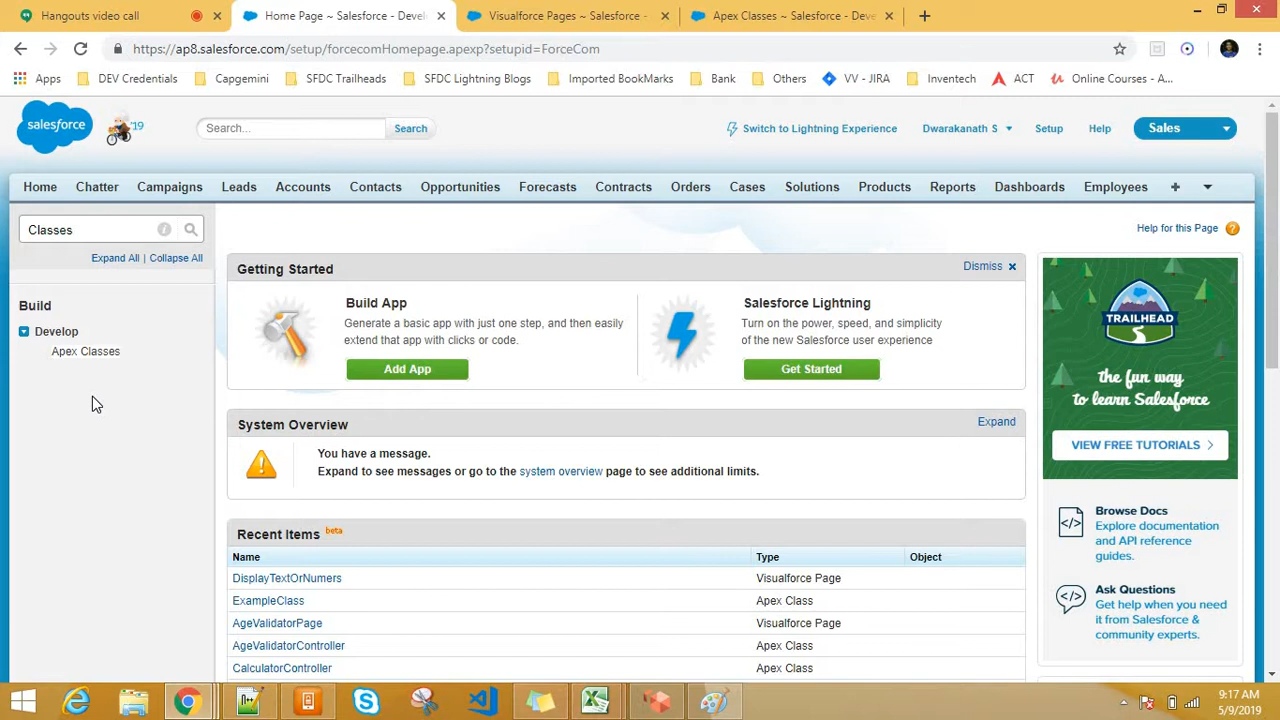 Hangouts video call
Home Page ~ Salesforce - Develo
Visualforce Pages ~ Salesforce -
Apex Classes ~ Salesforce - Deve
https://ap8.salesforce.com/setup/forcecomHomepage.apexp?setupid=ForceCom
Apps DEV Credentials Capgemini SFDC Trailheads SFDC Lightning Blogs Imported BookMarks Bank Others VV - JIRA Inventech ACT Online Courses - A...
salesforce '19 Search... Search Switch to Lightning Experience Dwarakanath S Setup Help Sales
Home Chatter Campaigns Leads Accounts Contacts Opportunities Forecasts Contracts Orders Cases Solutions Products Reports Dashboards Employees +
Classes
Expand All | Collapse All
Build
Develop
Apex Classes
Help for this Page
Getting Started
Dismiss
Build App
Generate a basic app with just one step, and then easily
extend that app with clicks or code.
Add App
Salesforce Lightning
Turn on the power, speed, and simplicity
of the new Salesforce user experience
Get Started
System Overview
Expand
You have a message.
Expand to see messages or go to the system overview page to see additional limits.
Recent Items beta
Name Type Object
DisplayTextOrNumers Visualforce Page
ExampleClass Apex Class
AgeValidatorPage Visualforce Page
AgeValidatorController Apex Class
CalculatorController Apex Class
TRAILHEAD
the fun way
to learn Salesforce
VIEW FREE TUTORIALS
Browse Docs
Explore documentation
and API reference
guides.
Ask Questions
Get help when you need
it from Salesforce &
community experts.
9:17 AM
5/9/2019